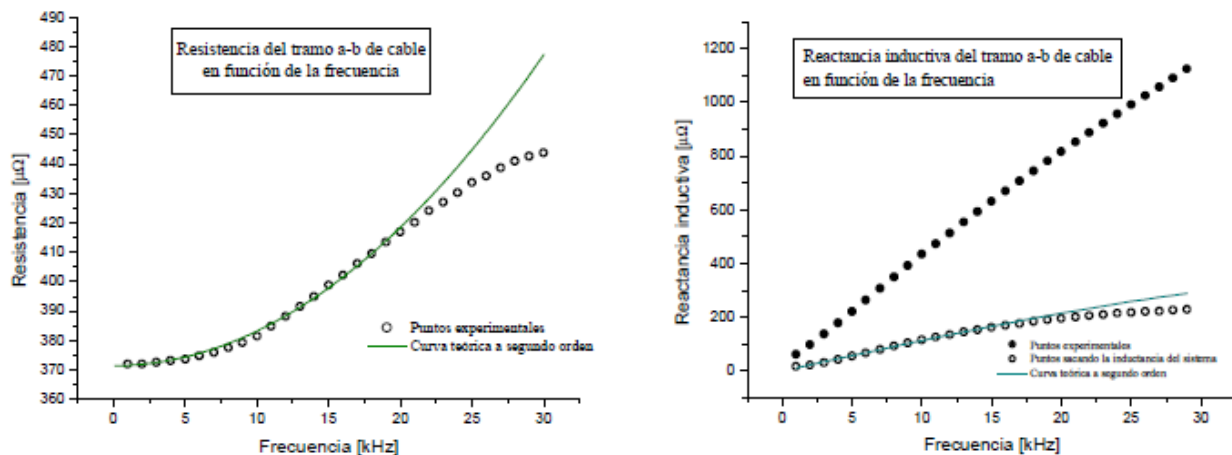 490
480
470
460
450
440
430
420
410
400
390
380
370
360
Resistencia [μΩ]
Resistencia del tramo a-b de cable
en función de la frecuencia
Puntos experimentales
Curva teórica a segundo orden
0 5 10 15 20 25 30
Frecuencia [kHz]
1200
1000
800
600
400
200
0
Reactancia inductiva [μΩ]
Reactancia inductiva del tramo a-b de cable
en función de la frecuencia
Puntos experimentales
Puntos sacando la inductancia del sistema
Curva teórica a segundo orden
0 5 10 15 20 25 30
Frecuencia [kHz]